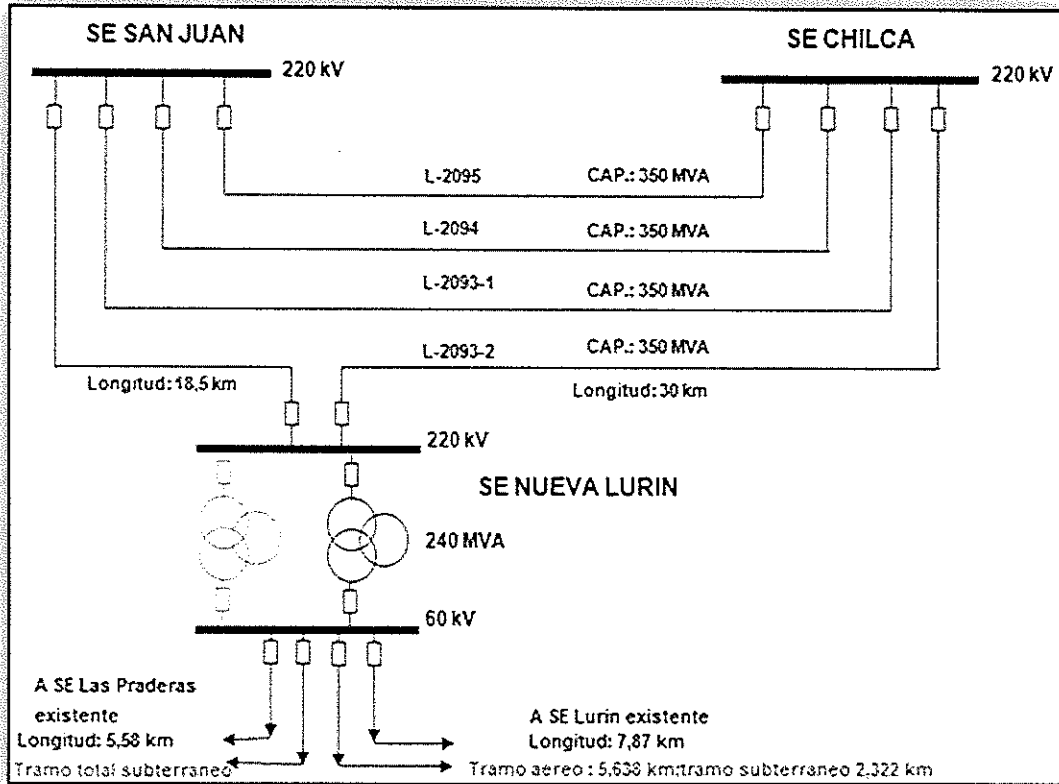 SE SAN JUAN
SE CHILCA
220 kV
220 kV
L-2095
CAP.: 350 MVA
L-2094
CAP.: 350 MVA
L-2093-1
CAP.: 350 MVA
L-2093-2
CAP.: 350 MVA
Longitud: 18,5 km
Longitud: 30 km
220 kV
SE NUEVA LURIN
240 MVA
60 kV
A SE Las Praderas
existente
Longitud: 5,58 km
Tramo total subterraneo
A SE Lurin existente
Longitud: 7,87 km
Tramo aereo : 5,638 km;tramo subterraneo 2,322 km